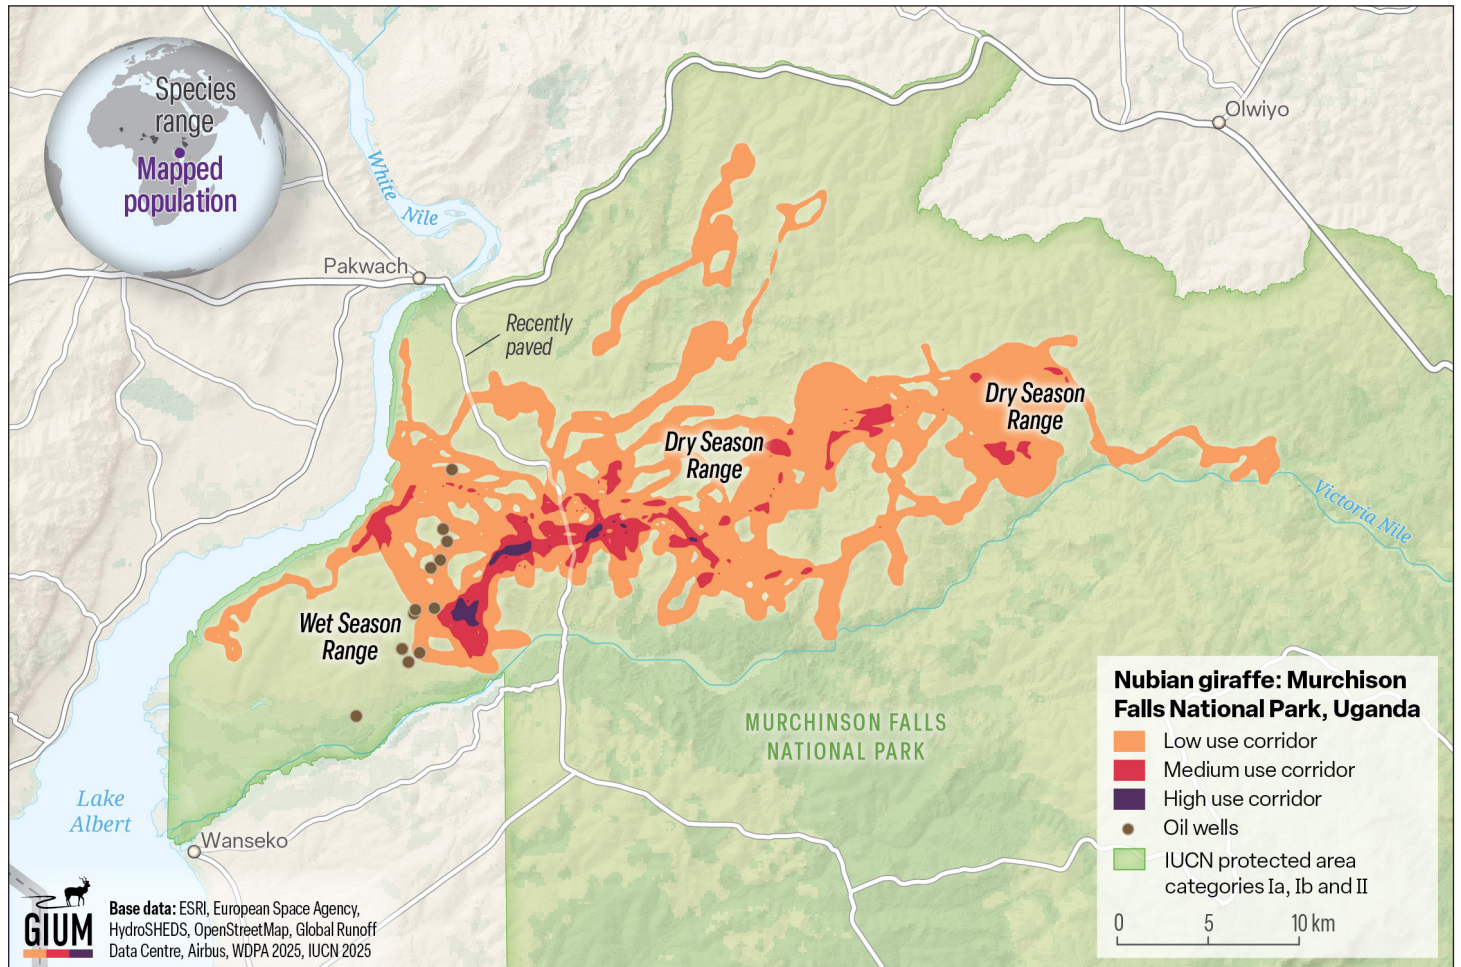 Species
range
Mapped
population
White Nile
Olwiyo
Pakwach
Recently
paved
Dry Season
Range
Dry Season
Range
Victoria Nile
Wet Season
Range
MURCHINSON FALLS
NATIONAL PARK
Lake
Albert
Wanseko
Nubian giraffe: Murchison
Falls National Park, Uganda
Low use corridor
Medium use corridor
High use corridor
Oil wells
IUCN protected area
categories Ia, Ib and II
0 5 10 km
GIUM
Base data: ESRI, European Space Agency,
HydroSHEDS, OpenStreetMap, Global Runoff
Data Centre, Airbus, WDPA 2025, IUCN 2025